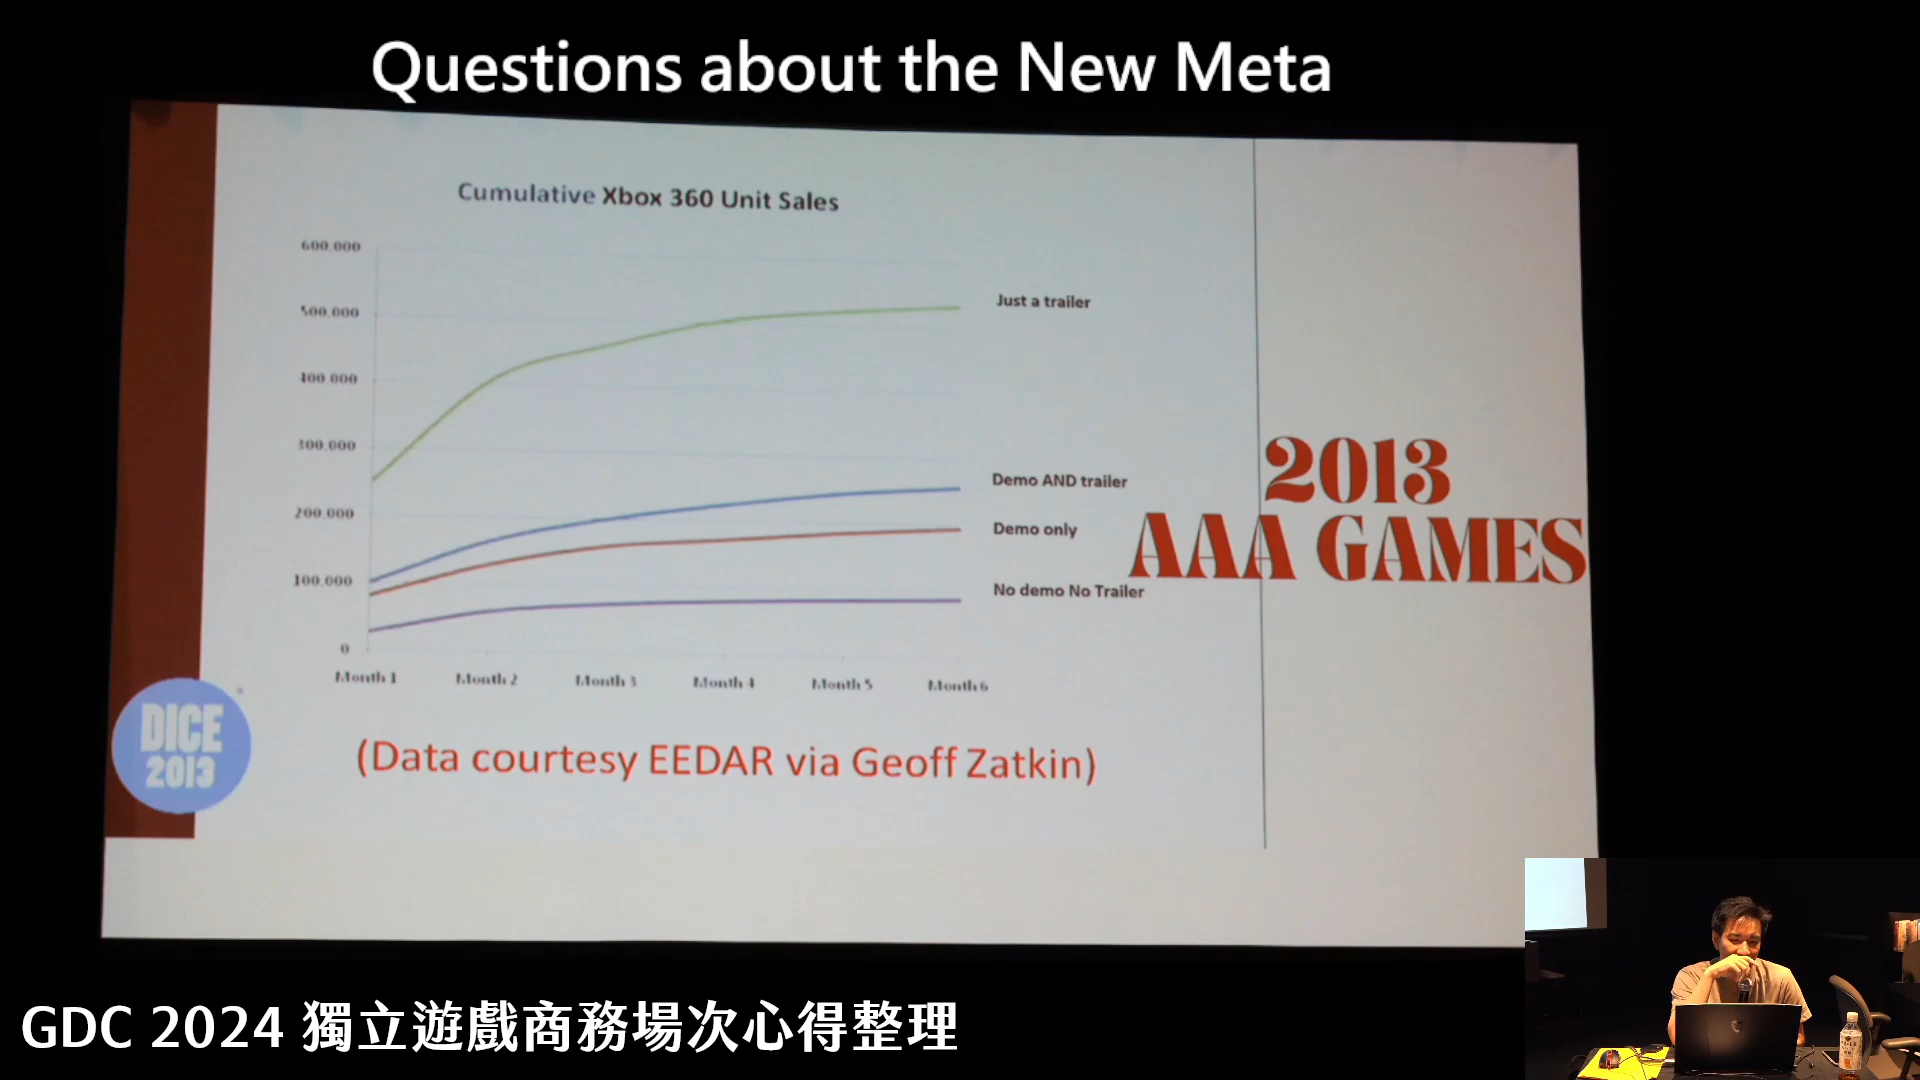 Questions about the New Meta
Cumulative Xbox 360 Unit Sales
600.000
500.000
400.000
300.000
200.000
100.000
0
Month 1
Month 2
Month 3
Month 4
Month 5
Month 6
Just a trailer
Demo AND trailer
Demo only
No demo No Trailer
2013
AAA GAMES
DICE
2013
(Data courtesy EEDAR via Geoff Zatkin)
GDC 2024 獨立遊戲商務場次心得整理